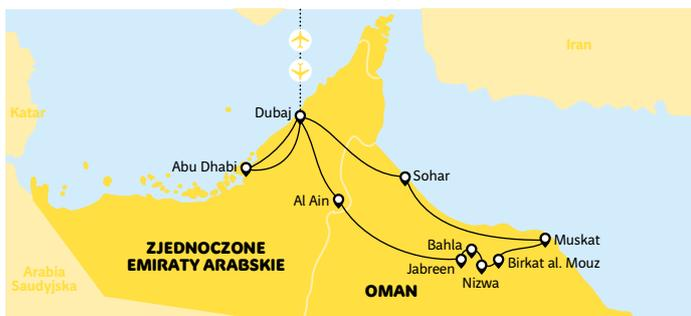 Iran
Katar
Dubaj
Abu Dhabi
Sohar
Al Ain
ZJEDNOCZONE
EMIRATY ARABSKIE
Bahla
Muskat
Jabreen
Birkat al. Mouz
Nizwa
Arabia
Saudyjska
OMAN